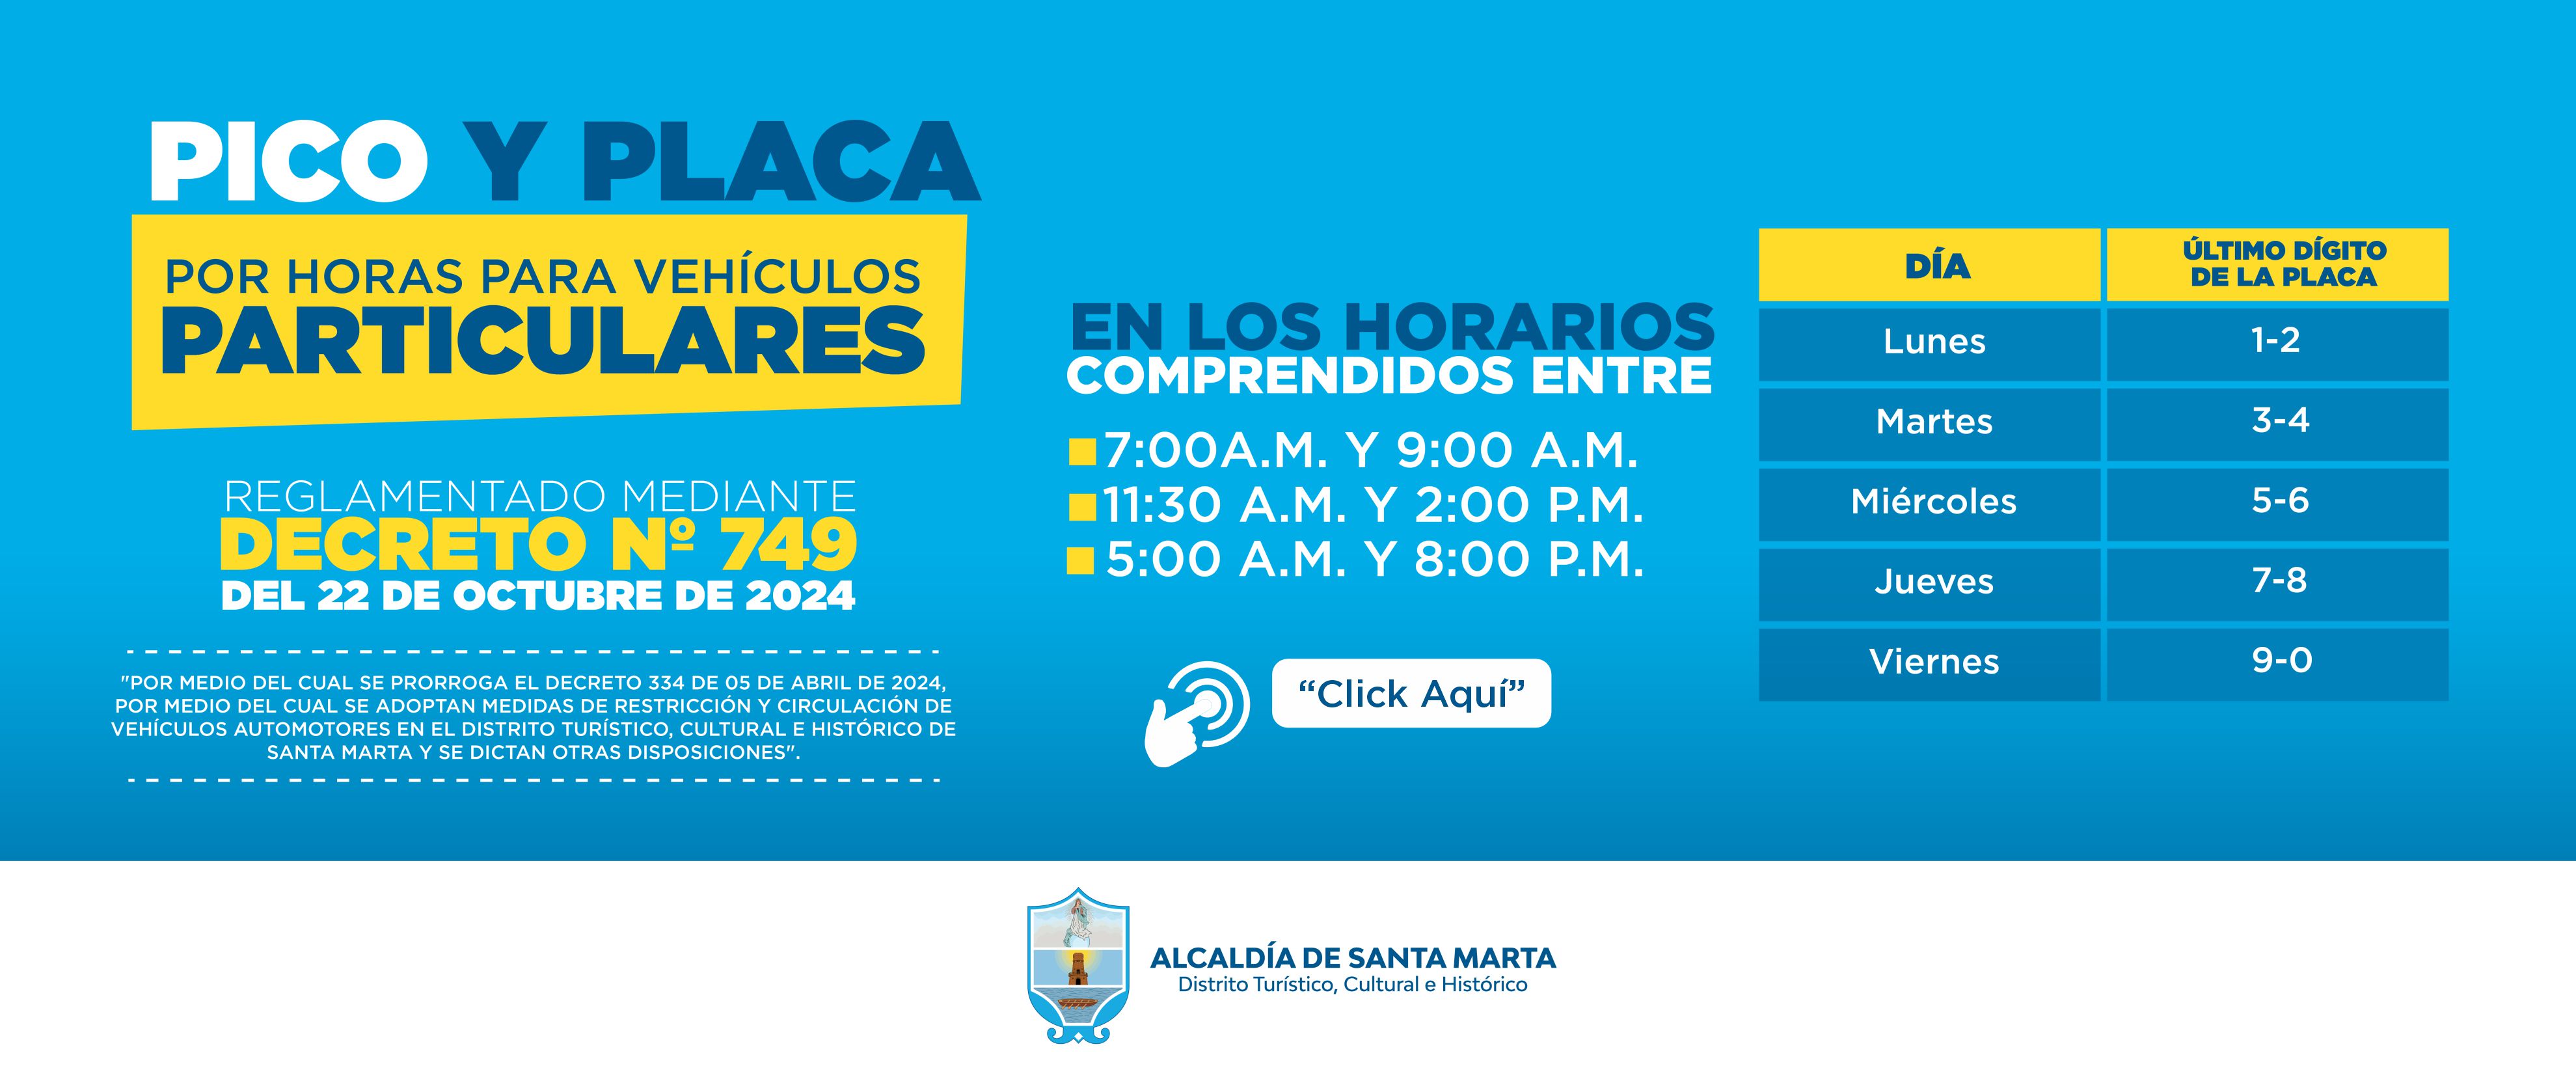 PICO Y PLACA
POR HORAS PARA VEHÍCULOS
PARTICULARES
REGLAMENTADO MEDIANTE
DECRETO Nº 749
DEL 22 DE OCTUBRE DE 2024
"POR MEDIO DEL CUAL SE PRORROGA EL DECRETO 334 DE 05 DE ABRIL DE 2024,
POR MEDIO DEL CUAL SE ADOPTAN MEDIDAS DE RESTRICCIÓN Y CIRCULACIÓN DE
VEHÍCULOS AUTOMOTORES EN EL DISTRITO TURÍSTICO, CULTURAL E HISTÓRICO DE
SANTA MARTA Y SE DICTAN OTRAS DISPOSICIONES".
EN LOS HORARIOS
COMPRENDIDOS ENTRE
7:00A.M. Y 9:00 A.M.
11:30 A.M. Y 2:00 P.M.
5:00 A.M. Y 8:00 P.M.
“Click Aquí”
DÍA ÚLTIMO DÍGITO
DE LA PLACA
Lunes 1-2
Martes 3-4
Miércoles 5-6
Jueves 7-8
Viernes 9-0
ALCALDÍA DE SANTA MARTA
Distrito Turístico, Cultural e Histórico